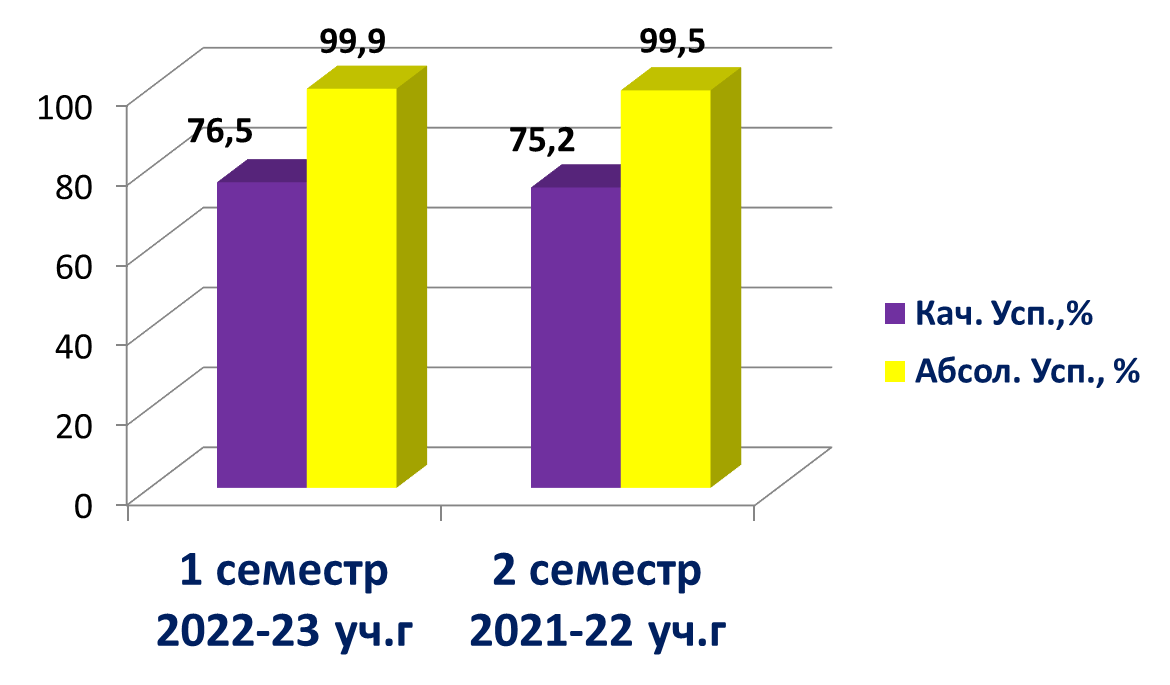 99,9
99,5
100
76,5
75,2
80
60
40
20
0
Кач. Усп.,%
Абсол. Усп., %
1 семестр
2022-23 уч.г
2 семестр
2021-22 уч.г